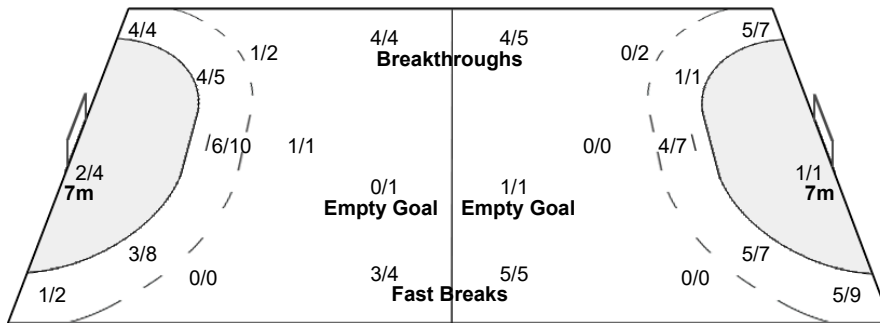 4/4 4/4 4/5 5/7
1/2 Breakthroughs 0/2
4/5 1/1
6/10 1/1 0/0 4/7
2/4 1/1
7m 7m
0/1 1/1
Empty Goal Empty Goal
3/8 5/7
0/0 3/4 5/5 0/0
1/2 Fast Breaks 5/9